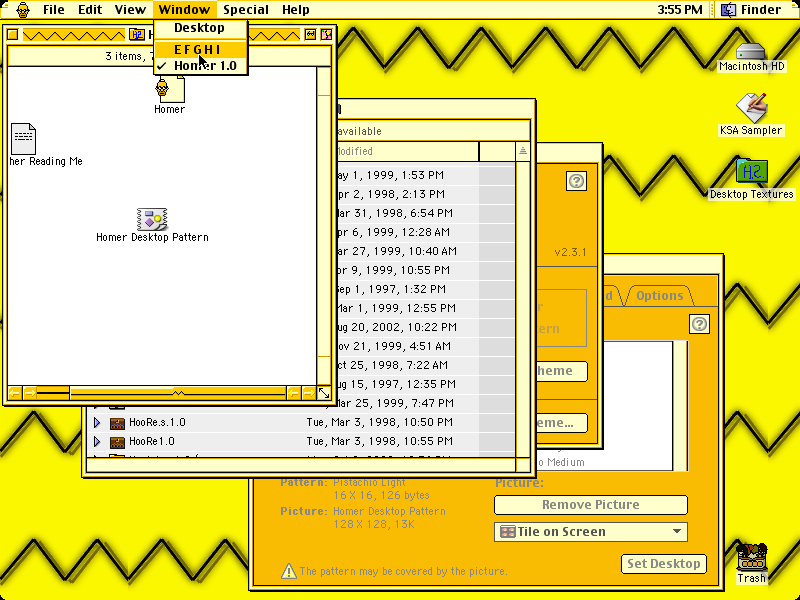 File Edit View Window Special Help 3:55 PM Finder
Desktop
E F G H I
✓ Homer 1.0
3 items, 7
Homer
her Reading Me
Homer Desktop Pattern
Macintosh HD
KSA Sampler
Desktop Textures
Trash
available
Modified
ay 1, 1999, 1:53 PM
pr 2, 1998, 2:13 PM
ar 31, 1998, 6:54 PM
pr 6, 1999, 12:28 AM
ar 27, 1999, 10:40 AM
pr 9, 1999, 10:55 PM
ep 1, 1997, 1:32 PM
ar 1, 1999, 12:55 PM
ug 20, 2002, 10:22 PM
ov 21, 1999, 4:51 AM
ct 25, 1998, 7:22 AM
ug 15, 1997, 12:35 PM
ar 25, 1999, 7:47 PM
HooRe.s.1.0 Tue, Mar 3, 1998, 10:50 PM
HooRe1.0 Tue, Mar 3, 1998, 10:55 PM
v2.3.1
r
tern
heme
eme...
d Options
o Medium
Pattern: Pistachio Light
16 X 16, 126 bytes
Picture: Homer Desktop Pattern
128 X 128, 13K
Picture:
Remove Picture
Tile on Screen
Set Desktop
The pattern may be covered by the picture.